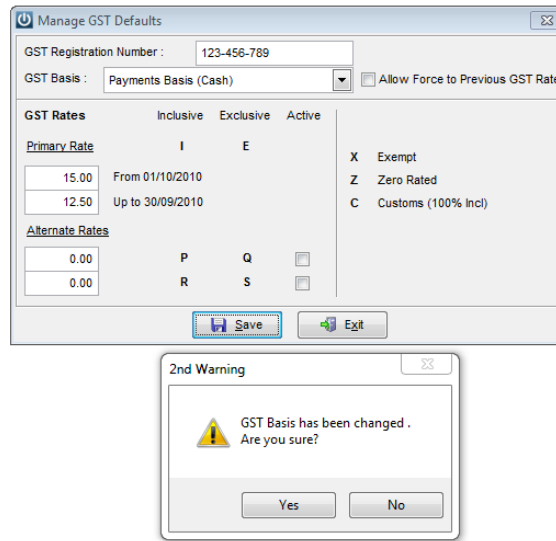 Manage GST Defaults
GST Registration Number : 123-456-789
GST Basis : Payments Basis (Cash) Allow Force to Previous GST Rate
GST Rates Inclusive Exclusive Active
Primary Rate I E
X Exempt
15.00 From 01/10/2010
Z Zero Rated
12.50 Up to 30/09/2010
C Customs (100% Incl)
Alternate Rates
0.00 P Q
0.00 R S
Save Exit
2nd Warning
GST Basis has been changed .
Are you sure?
Yes No